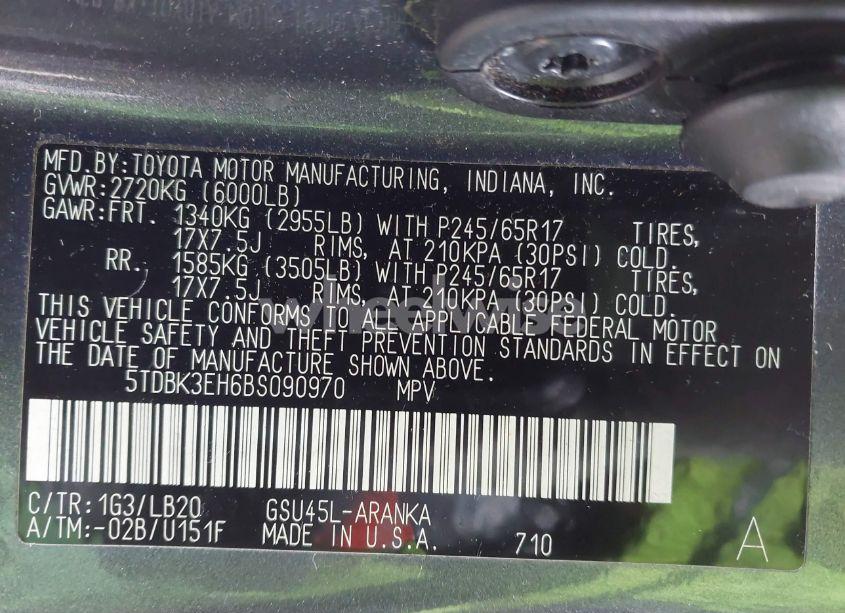 MFD. BY: TOYOTA MOTOR MANUFACTURING, INDIANA, INC.
GVWR: 2720KG (6000LB)
GAWR: FRT. 1340KG (2955LB) WITH P245/65R17 TIRES,
17X7.5J RIMS, AT 210KPA (30PSI) COLD.
RR. 1585KG (3505LB) WITH P245/65R17 TIRES,
17X7.5J RIMS, AT 210KPA (30PSI) COLD.
THIS VEHICLE CONFORMS TO ALL APPLICABLE FEDERAL MOTOR
VEHICLE SAFETY AND THEFT PREVENTION STANDARDS IN EFFECT ON
THE DATE OF MANUFACTURE SHOWN ABOVE.
5TDBK3EH6BS090970 MPV
C/TR: 1G3/LB20 GSU45L-ARANKA
A/TM: -02B/U151F MADE IN U.S.A. 710 A